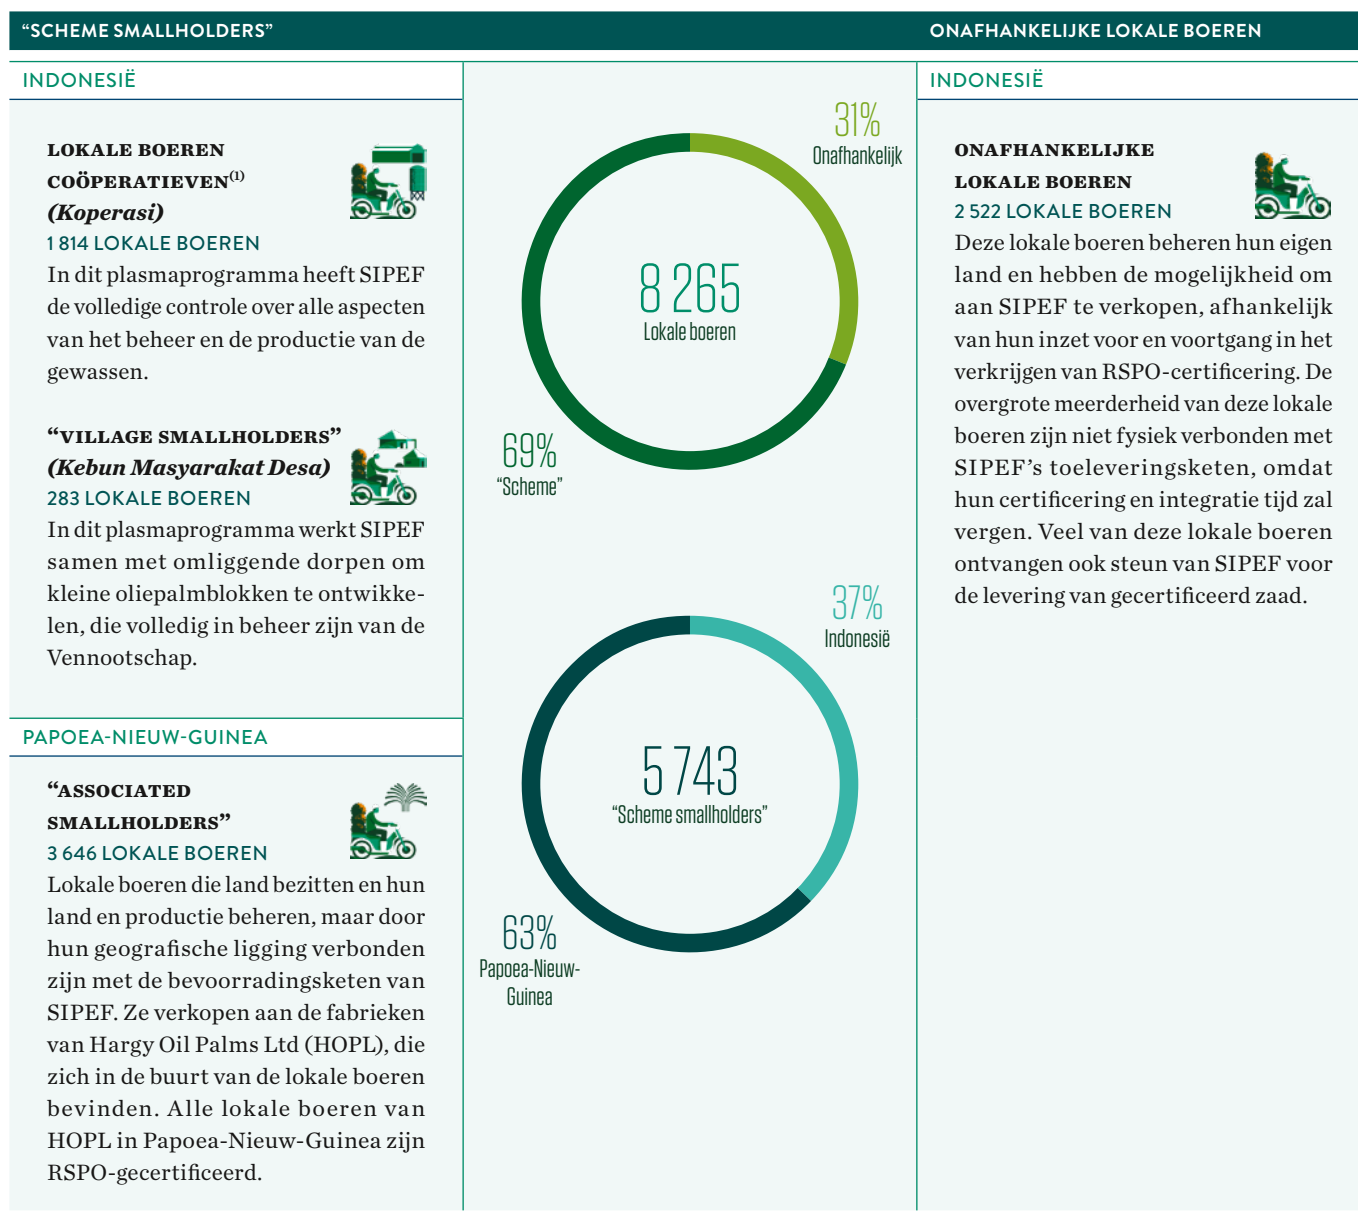 “SCHEME SMALLHOLDERS”
INDONESIË
LOKALE BOEREN
COÖPERATIEVEN(1)
(Koperasi)
1 814 LOKALE BOEREN
In dit plasmaprogramma heeft SIPEF
de volledige controle over alle aspecten
van het beheer en de productie van de
gewassen.
“VILLAGE SMALLHOLDERS”
(Kebun Masyarakat Desa)
283 LOKALE BOEREN
In dit plasmaprogramma werkt SIPEF
samen met omliggende dorpen om
kleine oliepalmblokken te ontwikke-
len, die volledig in beheer zijn van de
Vennootschap.
PAPOEA-NIEUW-GUINEA
“ASSOCIATED
SMALLHOLDERS”
3 646 LOKALE BOEREN
Lokale boeren die land bezitten en hun
land en productie beheren, maar door
hun geografische ligging verbonden
zijn met de bevoorradingsketen van
SIPEF. Ze verkopen aan de fabrieken
van Hargy Oil Palms Ltd (HOPL), die
zich in de buurt van de lokale boeren
bevinden. Alle lokale boeren van
HOPL in Papoea-Nieuw-Guinea zijn
RSPO-gecertificeerd.
31%
Onafhankelijk
8 265
Lokale boeren
69%
“Scheme”
37%
Indonesië
5 743
“Scheme smallholders”
63%
Papoea-Nieuw-
Guinea
ONAFHANKELIJKE LOKALE BOEREN
INDONESIË
ONAFHANKELIJKE
LOKALE BOEREN
2 522 LOKALE BOEREN
Deze lokale boeren beheren hun eigen
land en hebben de mogelijkheid om
aan SIPEF te verkopen, afhankelijk
van hun inzet voor en voortgang in het
verkrijgen van RSPO-certificering. De
overgrote meerderheid van deze lokale
boeren zijn niet fysiek verbonden met
SIPEF’s toeleveringsketen, omdat
hun certificering en integratie tijd zal
vergen. Veel van deze lokale boeren
ontvangen ook steun van SIPEF voor
de levering van gecertificeerd zaad.